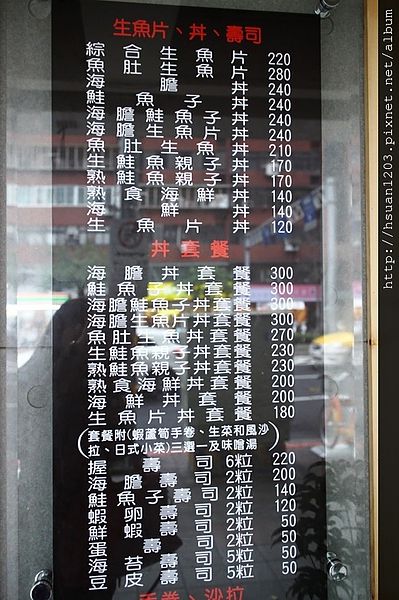 生魚片、丼、壽司
綜合生魚片 220
魚肚生魚片 280
海膽丼 240
鮭魚子丼 240
海膽鮭魚子丼 240
海膽生魚片丼 240
魚肚生魚丼 210
生鮭魚親子丼 170
熟鮭魚親子丼 170
熟食海鮮丼 140
海鮮丼 140
生魚片丼 120
丼套餐
海膽丼套餐 300
鮭魚子丼套餐 300
海膽鮭魚子丼套餐 300
海膽生魚片丼套餐 300
魚肚生魚丼套餐 270
生鮭魚親子丼套餐 230
熟鮭魚親子丼套餐 230
熟食海鮮丼套餐 200
海鮮丼套餐 200
生魚片丼套餐 180
(套餐附(蝦蘆筍手卷、生菜和風沙
拉、日式小菜)三選一及味噌湯)
握壽司6粒 220
海膽壽司2粒 200
鮭魚子壽司2粒 140
蝦卵壽司2粒 120
鮮蝦壽司2粒 50
蛋壽司2粒 50
海苔壽司5粒 50
豆皮壽司5粒 50
手卷、沙拉
http://hsuan1203.pixnet.net/album